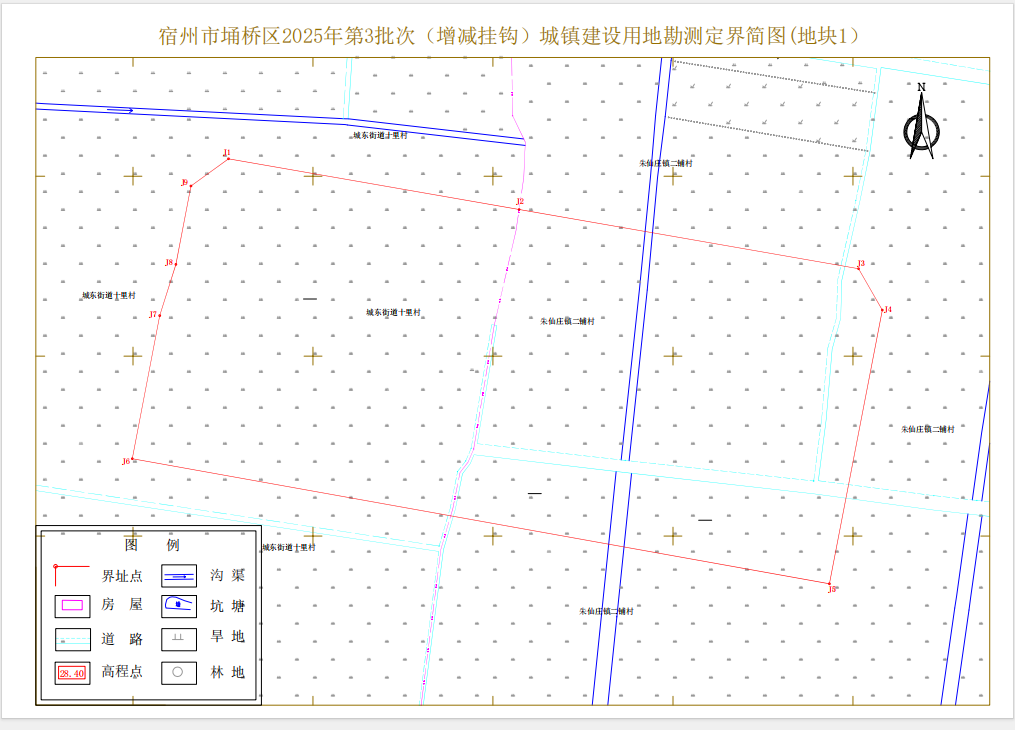 宿州市埇桥区2025年第3批次（增减挂钩）城镇建设用地勘测定界简图(地块1)
N
城东街道十里村
朱仙庄镇二铺村
J1
J9
J2
J8
J3
城东街道十里村
J7
城东街道十里村
朱仙庄镇二铺村
J4
朱仙庄镇二铺村
J6
城东街道十里村
J5
朱仙庄镇二铺村
图 例
界址点 沟 渠
房 屋 坑 塘
道 路 旱 地
28.40 高程点 林 地